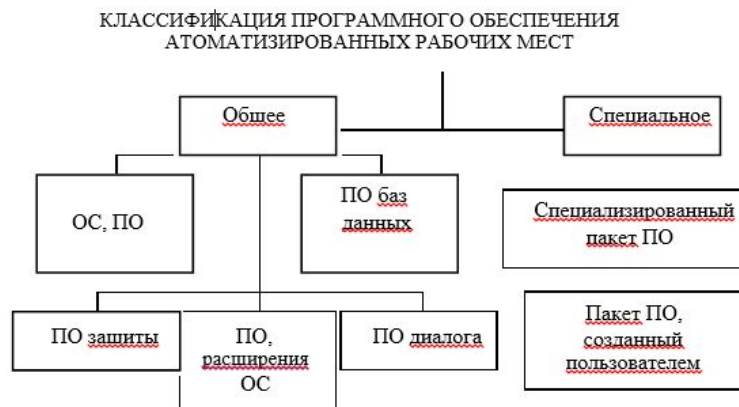 КЛАССИФИКАЦИЯ ПРОГРАММНОГО ОБЕСПЕЧЕНИЯ
АТОМАТИЗИРОВАННЫХ РАБОЧИХ МЕСТ
Общее
Специальное
ОС, ПО
ПО баз
данных
Специализированный
пакет ПО
ПО зашиты
ПО,
расширения
ОС
ПО диалога
Пакет ПО,
созданный
пользователем